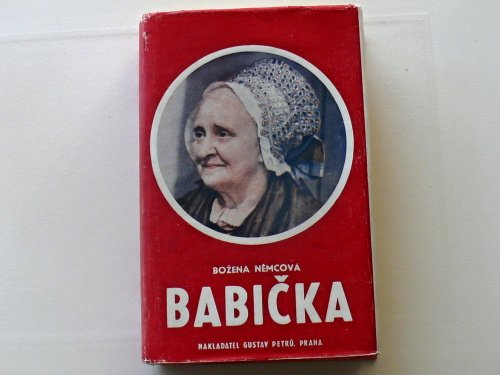 BOŽENA NĚMCOVÁ
BABIČKA
NAKLADATEL GUSTAV PETRŮ, PRAHA